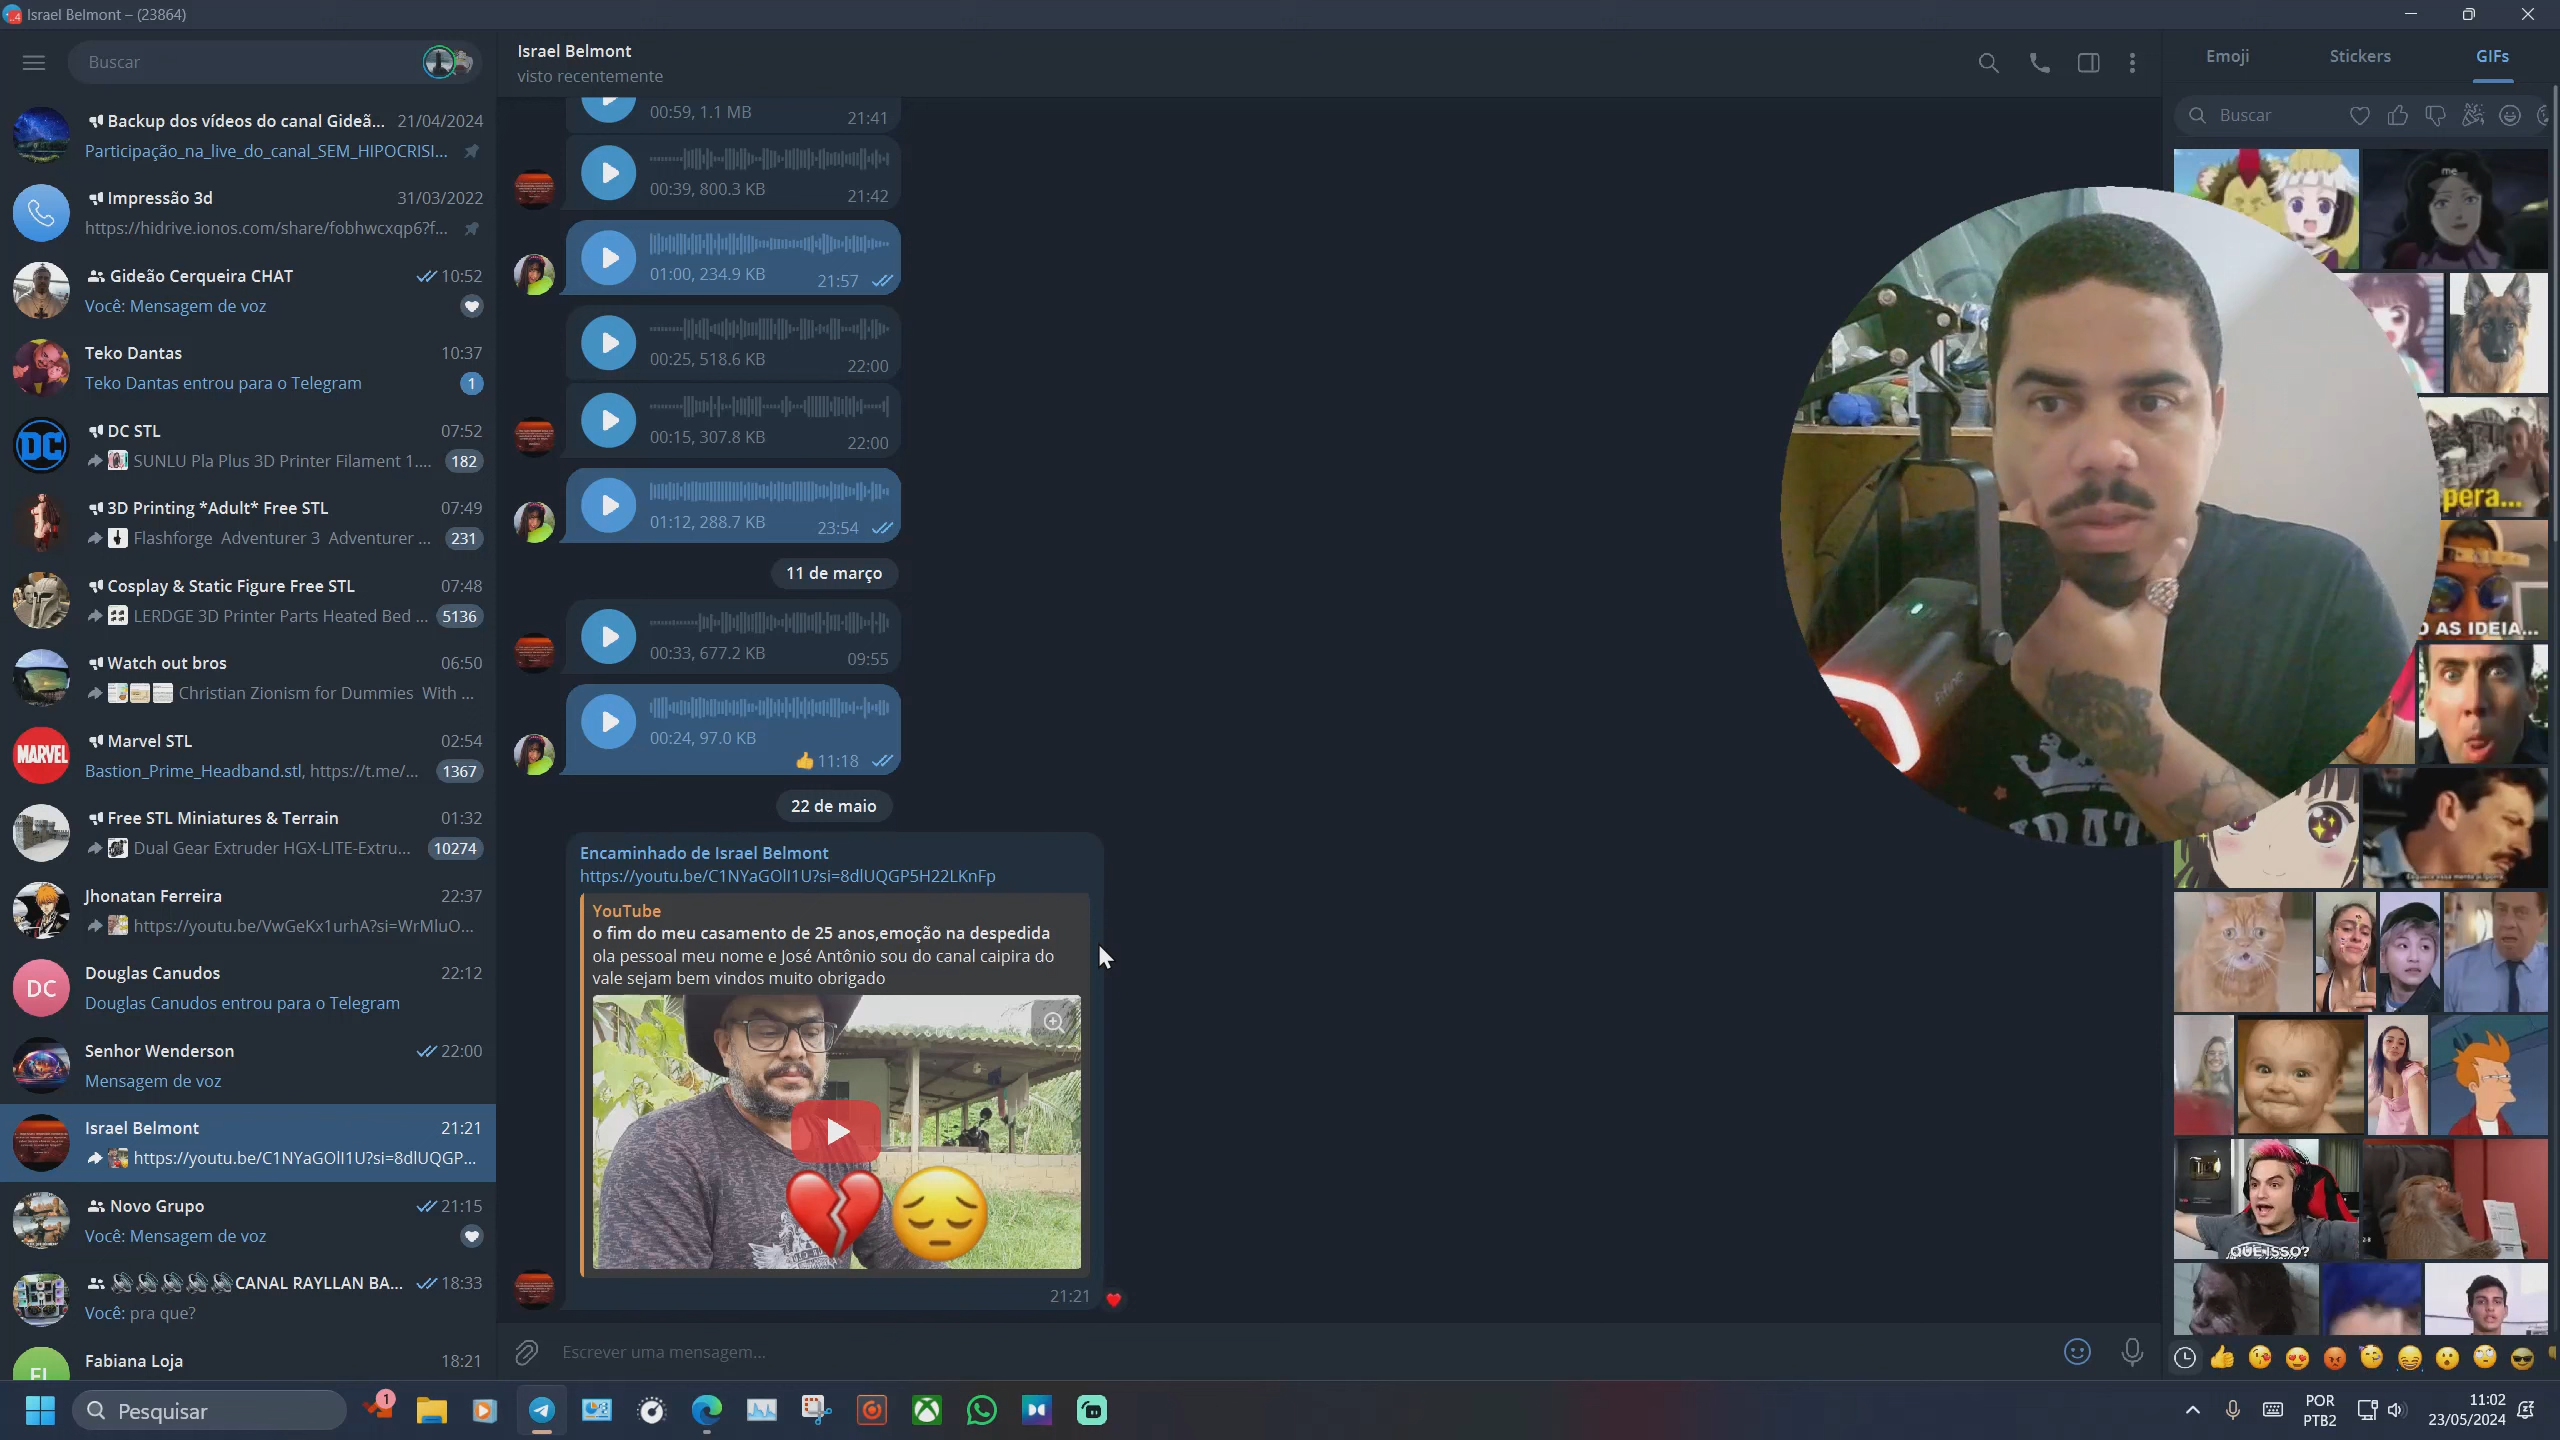 Israel Belmont – (23864)
Buscar
Backup dos vídeos do canal Gideã... 21/04/2024
Participação_na_live_do_canal_SEM_HIPOCRISI...
Impressão 3d 31/03/2022
https://hidrive.ionos.com/share/fobhwcxqp6?f...
Gideão Cerqueira CHAT 10:52
Você: Mensagem de voz
Teko Dantas 10:37
Teko Dantas entrou para o Telegram 1
DC
DC STL 07:52
SUNLU Pla Plus 3D Printer Filament 1.... 182
3D Printing *Adult* Free STL 07:49
Flashforge Adventurer 3 Adventurer ... 231
Cosplay & Static Figure Free STL 07:48
LERDGE 3D Printer Parts Heated Bed ... 5136
Watch out bros 06:50
Christian Zionism for Dummies With ...
MARVEL
Marvel STL 02:54
Bastion_Prime_Headband.stl, https://t.me/... 1367
Free STL Miniatures & Terrain 01:32
Dual Gear Extruder HGX-LITE-Extru... 10274
Jhonatan Ferreira 22:37
https://youtu.be/VwGeKx1urhA?si=WrMluO...
DC
Douglas Canudos 22:12
Douglas Canudos entrou para o Telegram
Senhor Wenderson 22:00
Mensagem de voz
Israel Belmont 21:21
https://youtu.be/C1NYaGOlI1U?si=8dlUQGP...
Novo Grupo 21:15
Você: Mensagem de voz
CANAL RAYLLAN BA... 18:33
Você: pra que?
FL
Fabiana Loja 18:21
Israel Belmont
visto recentemente
00:59, 1.1 MB 21:41
00:39, 800.3 KB 21:42
01:00, 234.9 KB 21:57
00:25, 518.6 KB 22:00
00:15, 307.8 KB 22:00
01:12, 288.7 KB 23:54
11 de março
00:33, 677.2 KB 09:55
00:24, 97.0 KB
👍 11:18
22 de maio
Encaminhado de Israel Belmont
https://youtu.be/C1NYaGOlI1U?si=8dlUQGP5H22LKnFp
YouTube
o fim do meu casamento de 25 anos,emoção na despedida
ola pessoal meu nome e José Antônio sou do canal caipira do
vale sejam bem vindos muito obrigado
21:21
Escrever uma mensagem...
Emoji Stickers GIFs
Buscar
me
pera...
O AS IDEIA...
QUE ISSO?
fifine
Pesquisar
1
POR
PTB2
11:02
23/05/2024